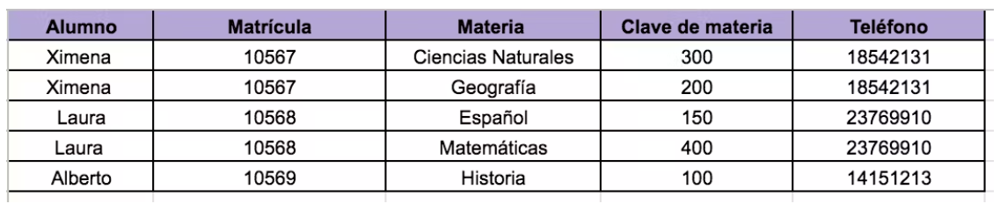 Alumno Matrícula Materia Clave de materia Teléfono
Ximena 10567 Ciencias Naturales 300 18542131
Ximena 10567 Geografía 200 18542131
Laura 10568 Español 150 23769910
Laura 10568 Matemáticas 400 23769910
Alberto 10569 Historia 100 14151213